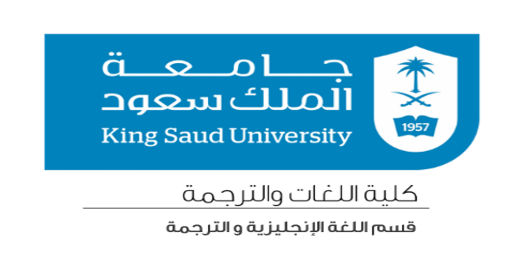 جامعة
الملك سعود
King Saud University
1957
كلية اللغات والترجمة
قسم اللغة الإنجليزية و الترجمة